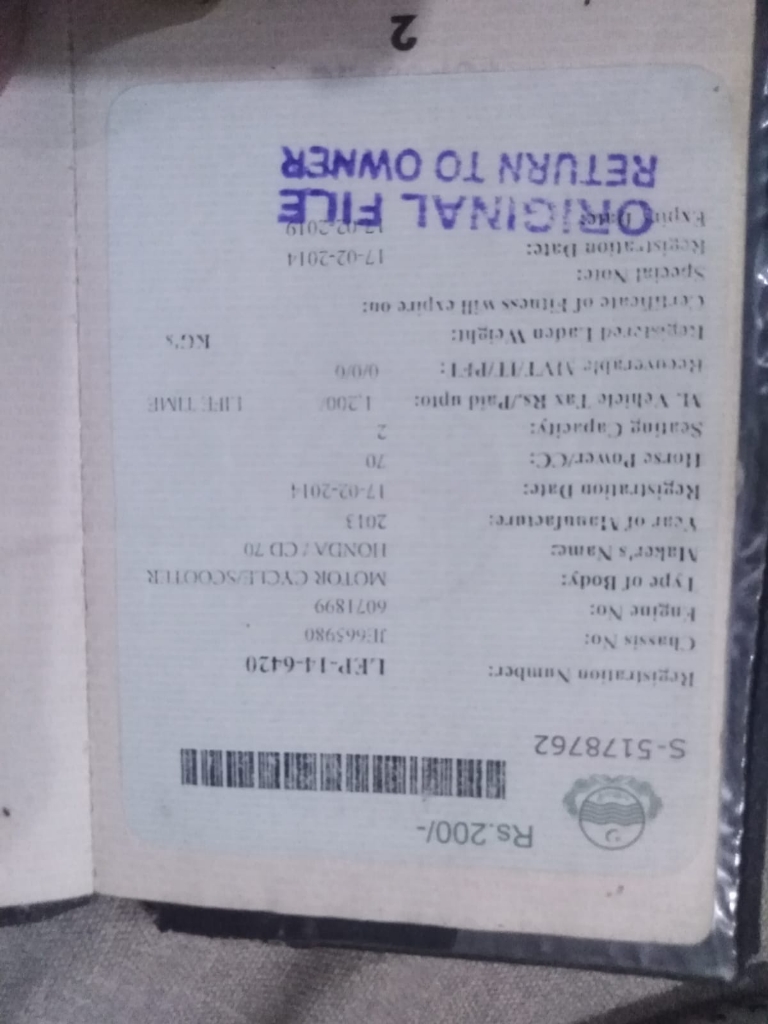 Rs.200/-
S-5178762
Registration Number: LEP-14-6420
Chassis No: JE665980
Engine No: 6071899
Type of Body: MOTOR CYCLE/SCOOTER
Maker's Name: HONDA / CD 70
Year of Manufacture: 2013
Registration Date: 17-02-2014
Horse Power/CC: 70
Seating Capacity: 2
M. Vehicle Tax Rs./Paid upto: 1,200/ LIFE TIME
Recoverable MVT/IT/PFT: 0/0/0
Registered Laden Weight: KG's
Certificate of Fitness will expire on:
Special Note:
Registration Date: 17-02-2014
Expiry Date: 17-02-2019
ORIGINAL FILE
RETURN TO OWNER
2